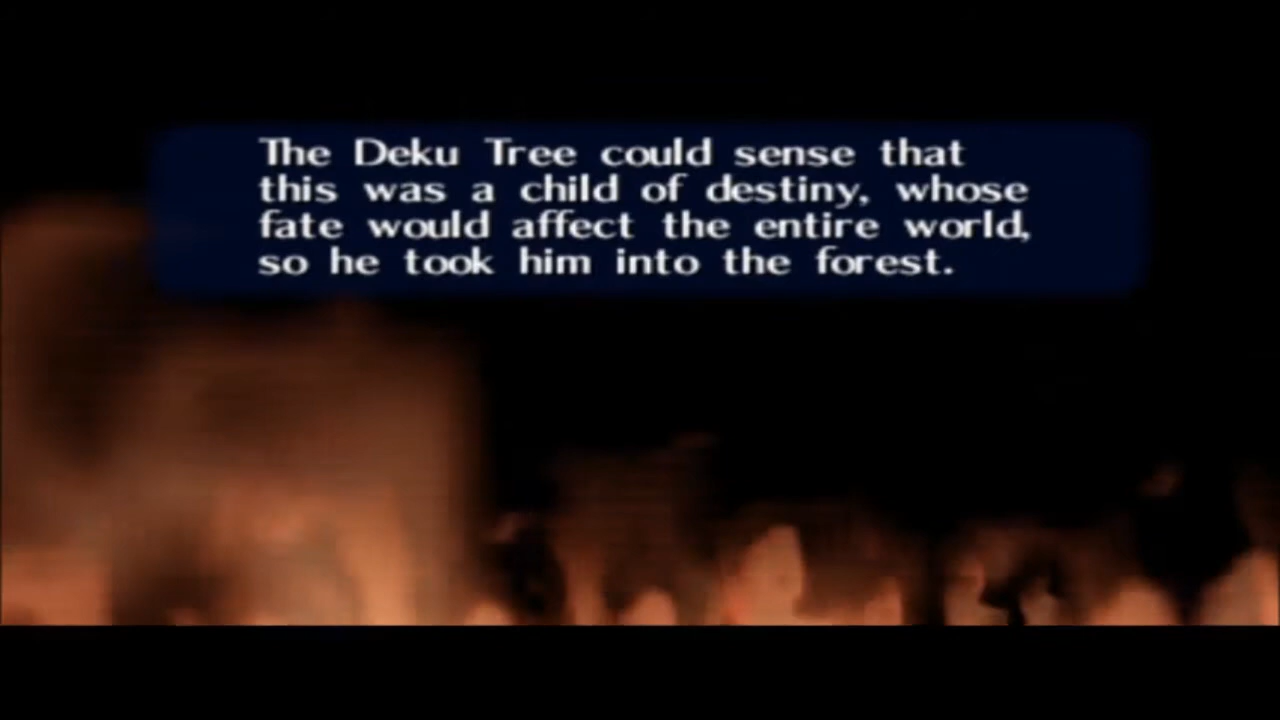 The Deku Tree could sense that
this was a child of destiny, whose
fate would affect the entire world,
so he took him into the forest.